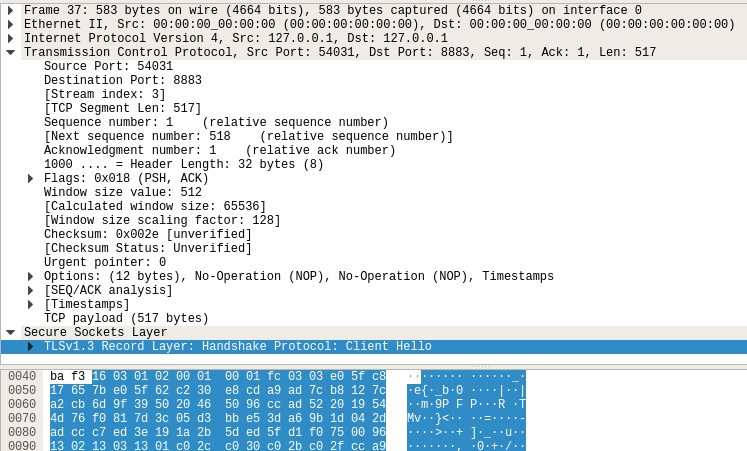 Frame 37: 583 bytes on wire (4664 bits), 583 bytes captured (4664 bits) on interface 0
Ethernet II, Src: 00:00:00_00:00:00 (00:00:00:00:00:00), Dst: 00:00:00_00:00:00 (00:00:00:00:00:00)
Internet Protocol Version 4, Src: 127.0.0.1, Dst: 127.0.0.1
Transmission Control Protocol, Src Port: 54031, Dst Port: 8883, Seq: 1, Ack: 1, Len: 517
Source Port: 54031
Destination Port: 8883
[Stream index: 3]
[TCP Segment Len: 517]
Sequence number: 1    (relative sequence number)
[Next sequence number: 518    (relative sequence number)]
Acknowledgment number: 1    (relative ack number)
1000 .... = Header Length: 32 bytes (8)
Flags: 0x018 (PSH, ACK)
Window size value: 512
[Calculated window size: 65536]
[Window size scaling factor: 128]
Checksum: 0x002e [unverified]
[Checksum Status: Unverified]
Urgent pointer: 0
Options: (12 bytes), No-Operation (NOP), No-Operation (NOP), Timestamps
[SEQ/ACK analysis]
[Timestamps]
TCP payload (517 bytes)
Secure Sockets Layer
TLSv1.3 Record Layer: Handshake Protocol: Client Hello
0040  ba f3 16 03 01 02 00 01  00 01 fc 03 03 e0 5f c8   ········ ······_·
0050  17 65 7b e0 5f 62 c2 30  e8 cd a9 ad 7c b8 12 7c   ·e{·_b·0 ····|··|
0060  a2 cb 6d 9f 39 50 20 46  50 96 cc ad 52 20 19 54   ··m·9P F P···R ·T
0070  4d 76 f0 81 7d 3c 05 d3  bb e5 3d a6 9b 1d 04 2d   Mv··}<·· ··=····-
0080  ad cc c7 ed 3e 19 1a 2b  5d ed 5f d1 f0 75 00 96   ····>··+ ]·_··u··
0090  13 02 13 03 13 01 c0 2c  c0 30 c0 2b c0 2f cc a9   ·······, ·0·+·/··